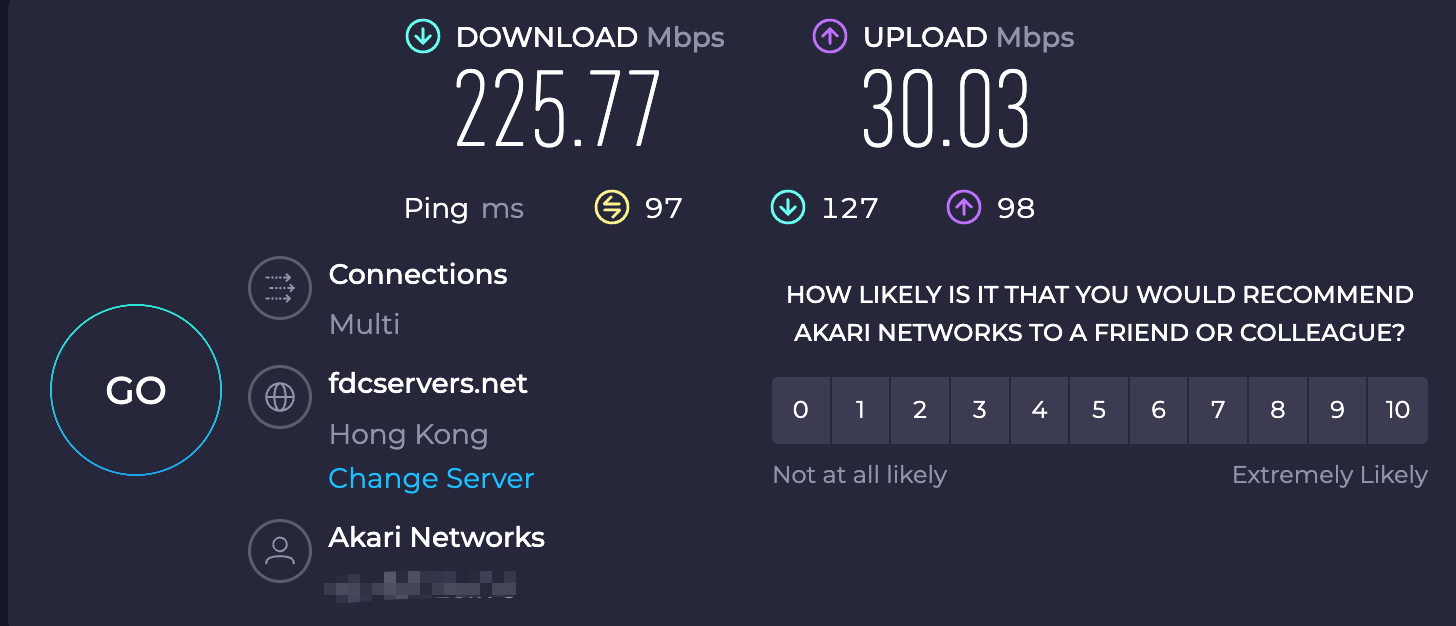 DOWNLOAD Mbps
225.77
UPLOAD Mbps
30.03
Ping ms 97 127 98
GO
Connections
Multi
fdcservers.net
Hong Kong
Change Server
Akari Networks
HOW LIKELY IS IT THAT YOU WOULD RECOMMEND
AKARI NETWORKS TO A FRIEND OR COLLEAGUE?
0 1 2 3 4 5 6 7 8 9 10
Not at all likely Extremely Likely